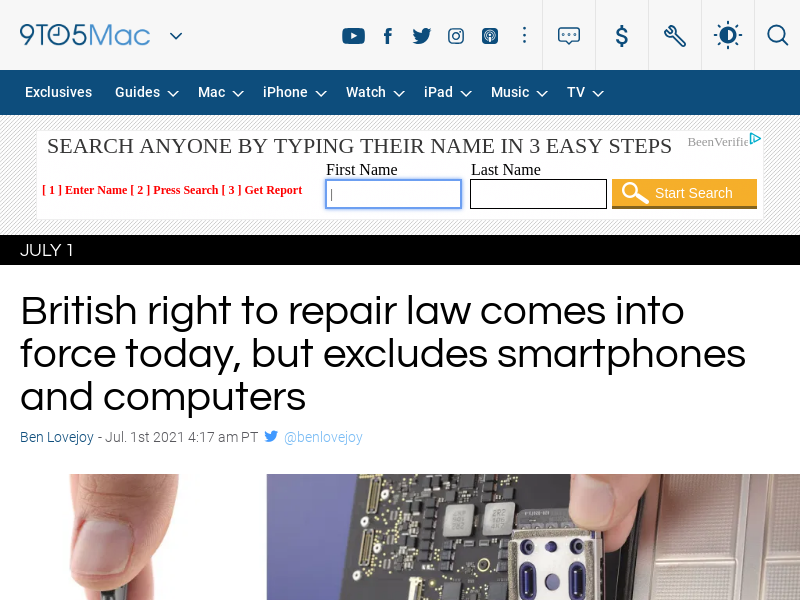 9TO5Mac
Exclusives Guides Mac iPhone Watch iPad Music TV
SEARCH ANYONE BY TYPING THEIR NAME IN 3 EASY STEPS
BeenVerifie
First Name Last Name
[ 1 ] Enter Name [ 2 ] Press Search [ 3 ] Get Report
Start Search
JULY 1
British right to repair law comes into
force today, but excludes smartphones
and computers
Ben Lovejoy - Jul. 1st 2021 4:17 am PT @benlovejoy